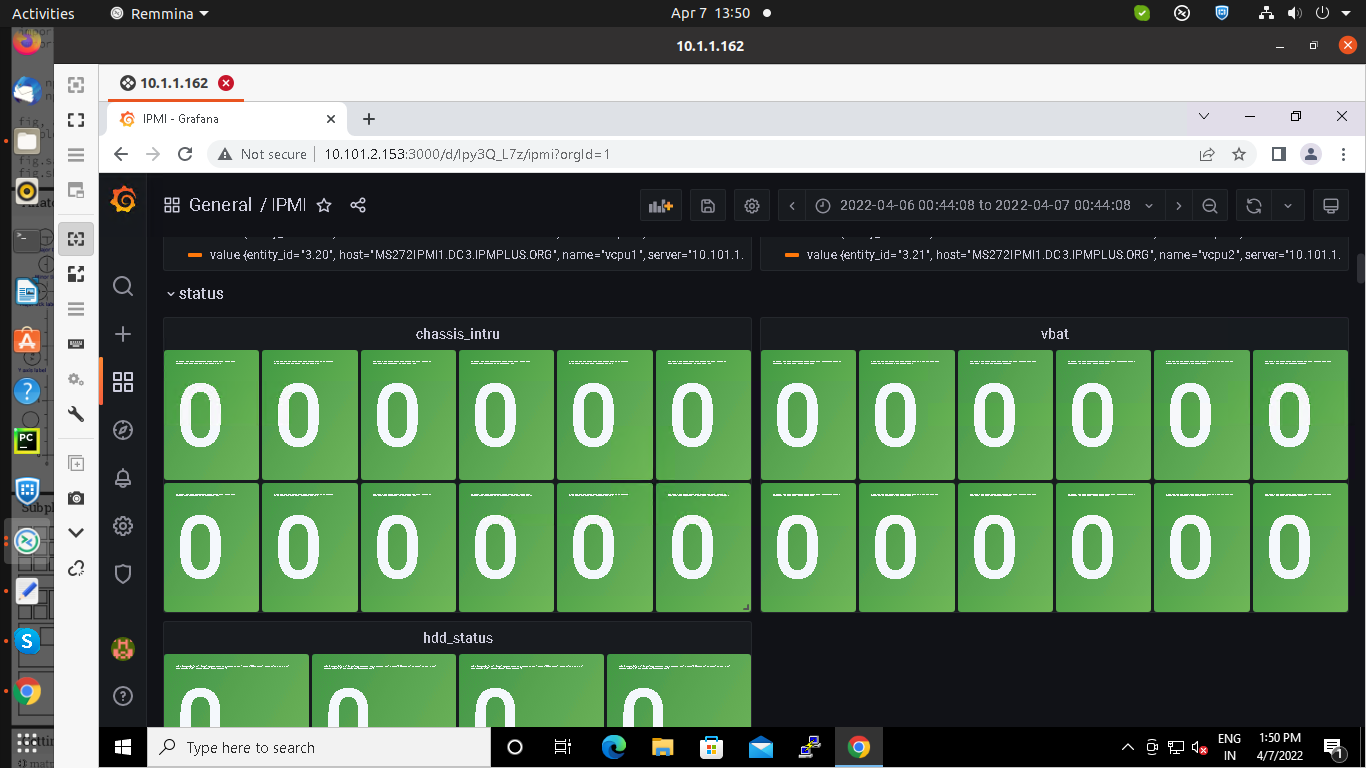 Activities
Remmina
Apr 7 13:50
10.1.1.162
10.1.1.162
IPMI - Grafana
Not secure
10.101.2.153:3000/d/lpy3Q_L7z/ipmi?orgId=1
General / IPMI
2022-04-06 00:44:08 to 2022-04-07 00:44:08
value {entity_id="3.20", host="MS272IPMI1.DC3.IPMPLUS.ORG", name="vcpu1", server="10.101.1.
value {entity_id="3.21", host="MS272IPMI1.DC3.IPMPLUS.ORG", name="vcpu2", server="10.101.1.
status
chassis_intru
0 0 0 0 0 0
0 0 0 0 0 0
vbat
0 0 0 0 0 0
0 0 0 0 0 0
hdd_status
0 0 0 0
Type here to search
ENG
IN
1:50 PM
4/7/2022
1